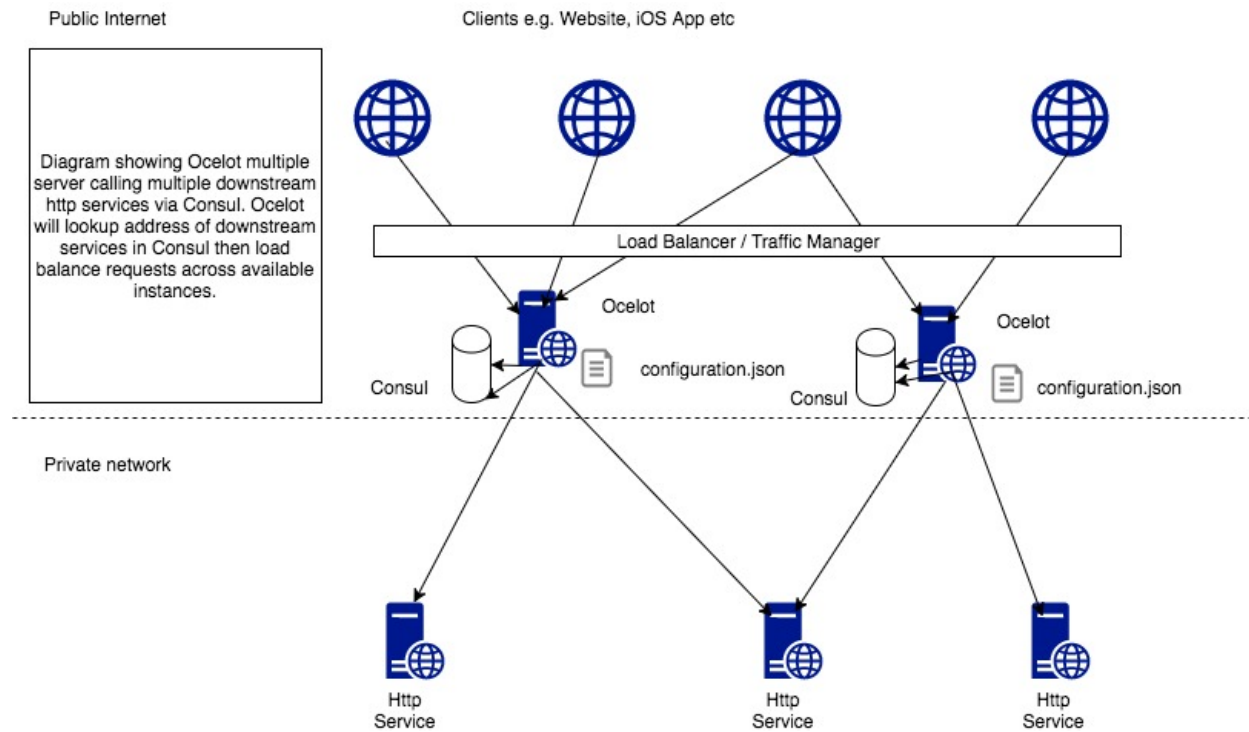 Public Internet
Clients e.g. Website, iOS App etc
Diagram showing Ocelot multiple
server calling multiple downstream
http services via Consul. Ocelot
will lookup address of downstream
services in Consul then load
balance requests across available
instances.
Load Balancer / Traffic Manager
Ocelot
Consul
configuration.json
Ocelot
Consul
configuration.json
Private network
Http
Service
Http
Service
Http
Service